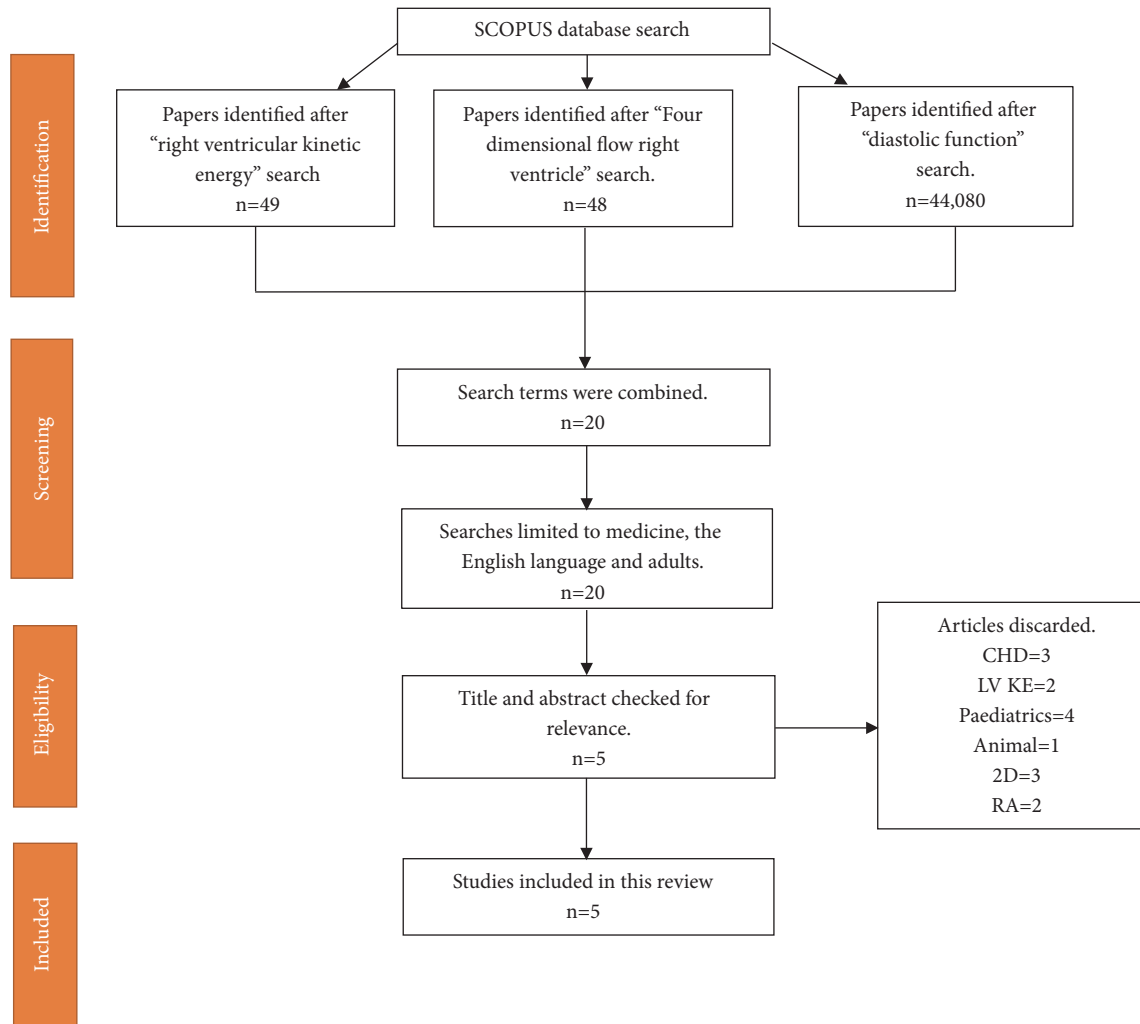 SCOPUS database search
Identification
Papers identified after
“right ventricular kinetic
energy” search
n=49
Papers identified after “Four
dimensional flow right
ventricle” search.
n=48
Papers identified after
“diastolic function”
search.
n=44,080
Screening
Search terms were combined.
n=20
Searches limited to medicine, the
English language and adults.
n=20
Eligibility
Title and abstract checked for
relevance.
n=5
Articles discarded.
CHD=3
LV KE=2
Paediatrics=4
Animal=1
2D=3
RA=2
Included
Studies included in this review
n=5